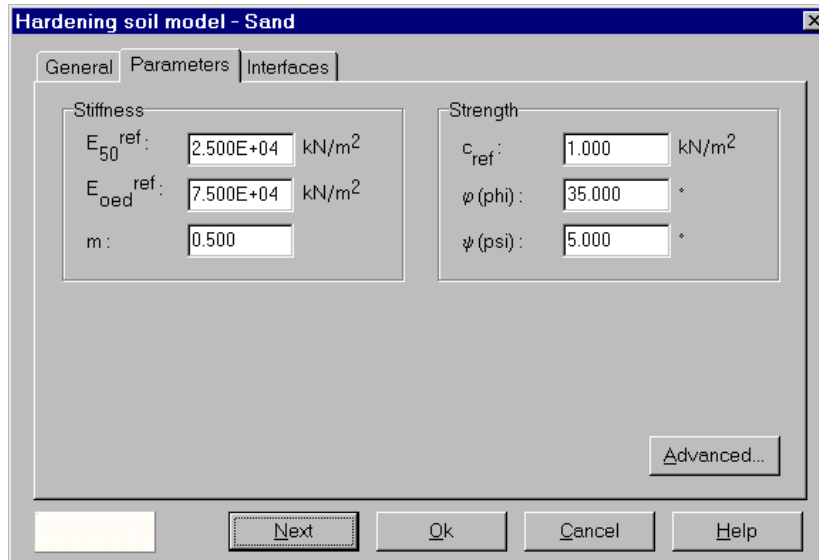 Hardening soil model - Sand
General Parameters Interfaces
Stiffness
E50ref: 2.500E+04 kN/m2
Eoedref: 7.500E+04 kN/m2
m: 0.500
Strength
cref: 1.000 kN/m2
φ (phi): 35.000 °
ψ (psi): 5.000 °
Advanced...
Next Ok Cancel Help